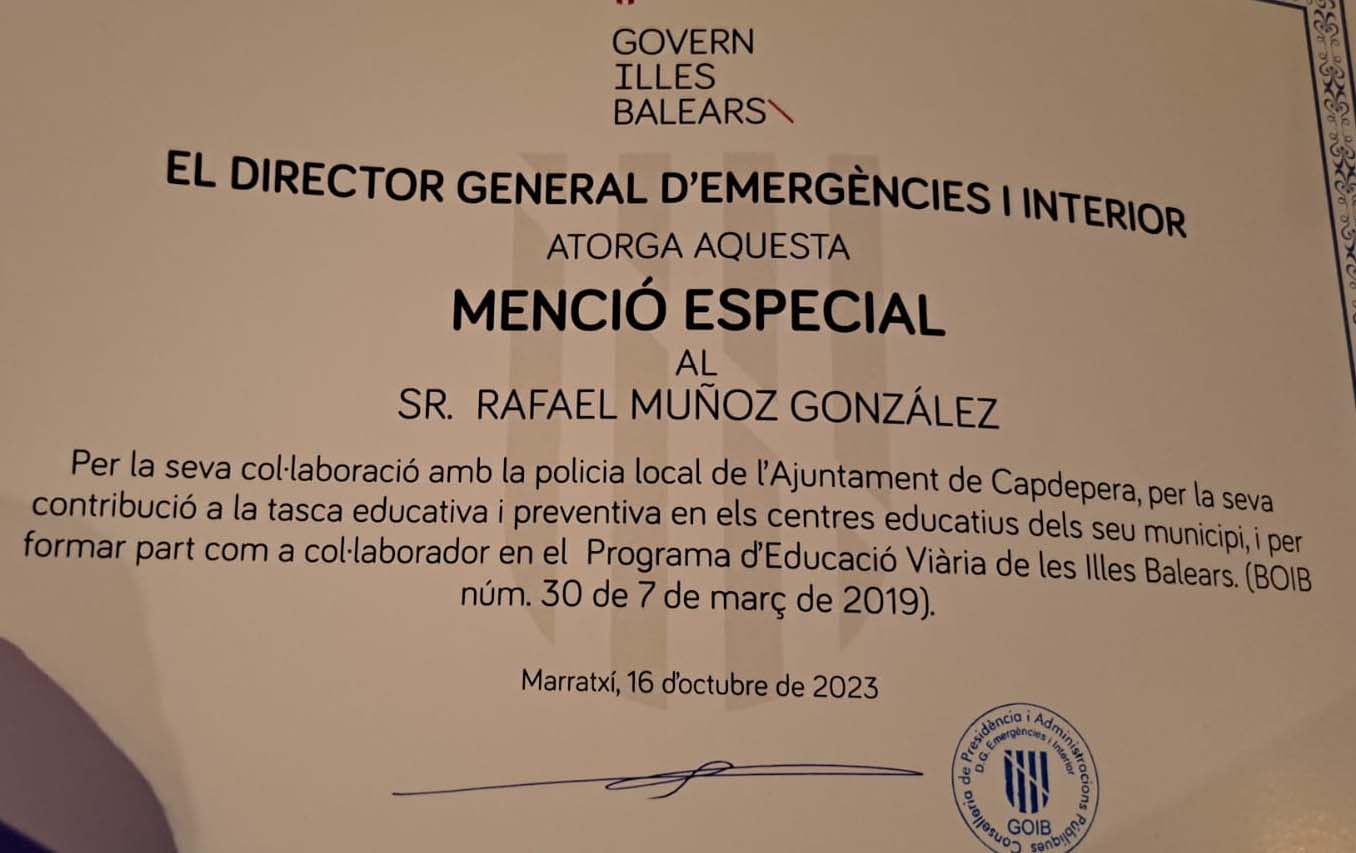 GOVERN
ILLES
BALEARS
EL DIRECTOR GENERAL D'EMERGÈNCIES I INTERIOR
ATORGA AQUESTA
MENCIÓ ESPECIAL
AL
SR. RAFAEL MUÑOZ GONZÁLEZ
Per la seva col·laboració amb la policia local de l'Ajuntament de Capdepera, per la seva
contribució a la tasca educativa i preventiva en els centres educatius dels seu municipi, i per
formar part com a col·laborador en el Programa d'Educació Viària de les Illes Balears. (BOIB
núm. 30 de 7 de març de 2019).
Marratxí, 16 d'octubre de 2023
Conselleria de Presidència i Administracions Públiques
D.G. Emergències i Interior
GOIB